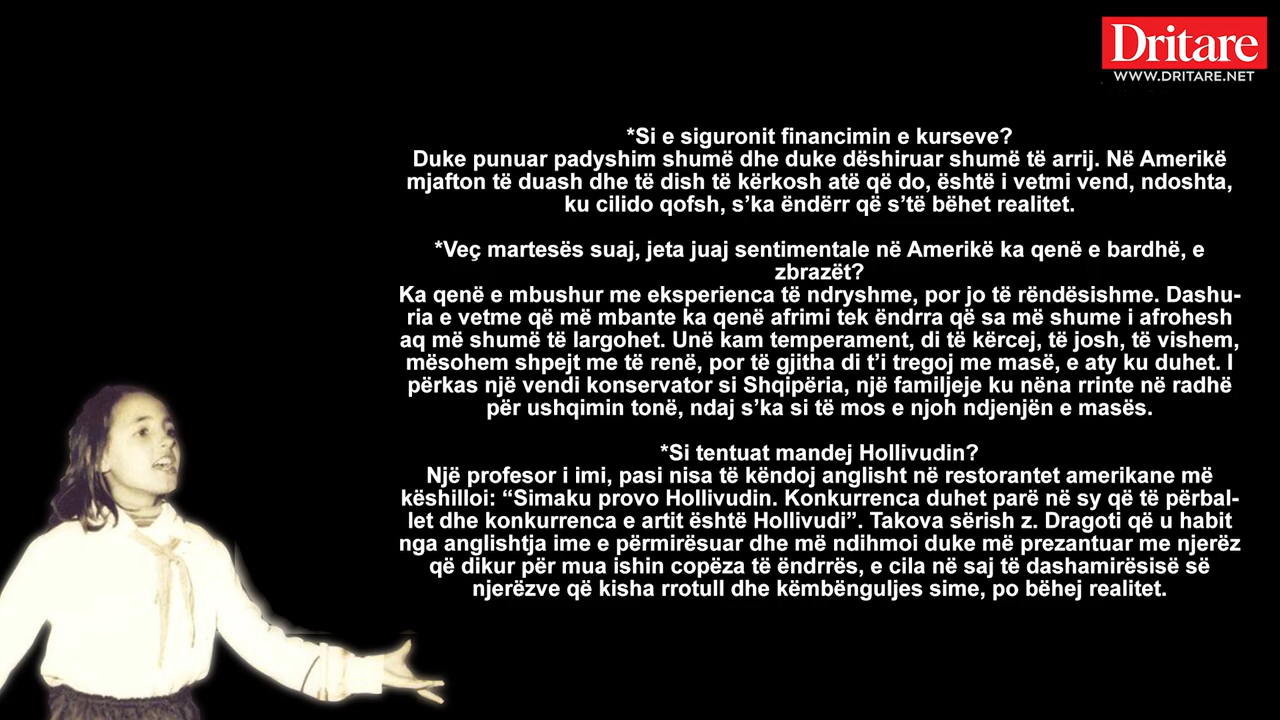 Dritare
WWW.DRITARE.NET
*Si e siguronit financimin e kurseve?
Duke punuar padyshim shumë dhe duke dëshiruar shumë të arrij. Në Amerikë
mjafton të duash dhe të dish të kërkosh atë që do, është i vetmi vend, ndoshta,
ku cilido qofsh, s’ka ëndërr që s’të bëhet realitet.
*Veç martesës suaj, jeta juaj sentimentale në Amerikë ka qenë e bardhë, e
zbrazët?
Ka qenë e mbushur me eksperienca të ndryshme, por jo të rëndësishme. Dashu-
ria e vetme që më mbante ka qenë afrimi tek ëndrra që sa më shume i afrohesh
aq më shumë të largohet. Unë kam temperament, di të kërcej, të josh, të vishem,
mësohem shpejt me të renë, por të gjitha di t’i tregoj me masë, e aty ku duhet. I
përkas një vendi konservator si Shqipëria, një familjeje ku nëna rrinte në radhë
për ushqimin tonë, ndaj s’ka si të mos e njoh ndjenjën e masës.
*Si tentuat mandej Hollivudin?
Një profesor i imi, pasi nisa të këndoj anglisht në restorantet amerikane më
këshilloi: “Simaku provo Hollivudin. Konkurrenca duhet parë në sy që të përbal-
let dhe konkurrenca e artit është Hollivudi”. Takova sërish z. Dragoti që u habit
nga anglishtja ime e përmirësuar dhe më ndihmoi duke më prezantuar me njerëz
që dikur për mua ishin copëza të ëndrrës, e cila në saj të dashamirësisë së
njerëzve që kisha rrotull dhe këmbënguljes sime, po bëhej realitet.